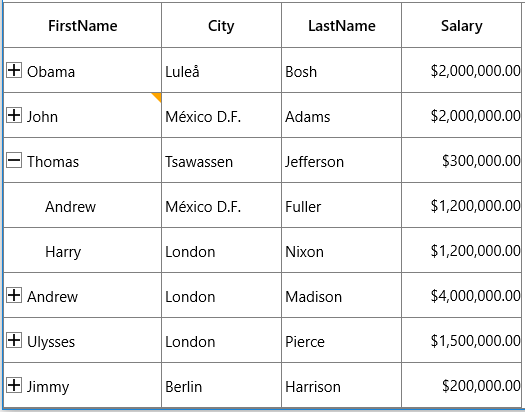 FirstName City LastName Salary
Obama Luleå Bosh $2,000,000.00
John México D.F. Adams $2,000,000.00
Thomas Tsawassen Jefferson $300,000.00
Andrew México D.F. Fuller $1,200,000.00
Harry London Nixon $1,200,000.00
Andrew London Madison $4,000,000.00
Ulysses London Pierce $1,500,000.00
Jimmy Berlin Harrison $200,000.00